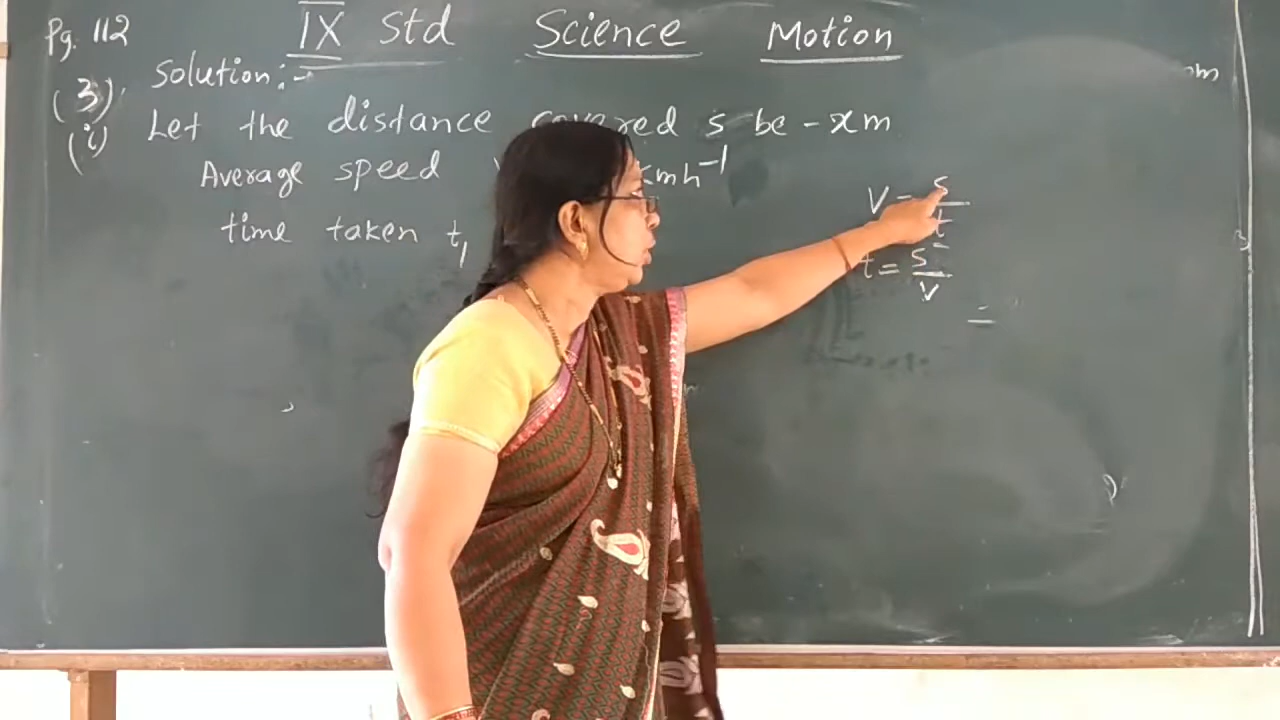 Pg. 112
IX Std Science Motion
(3) Solution:-
(i) Let the distance covered s be - x m
Average speed kmh⁻¹
time taken t₁
V = s/t
t = s/v
=
m